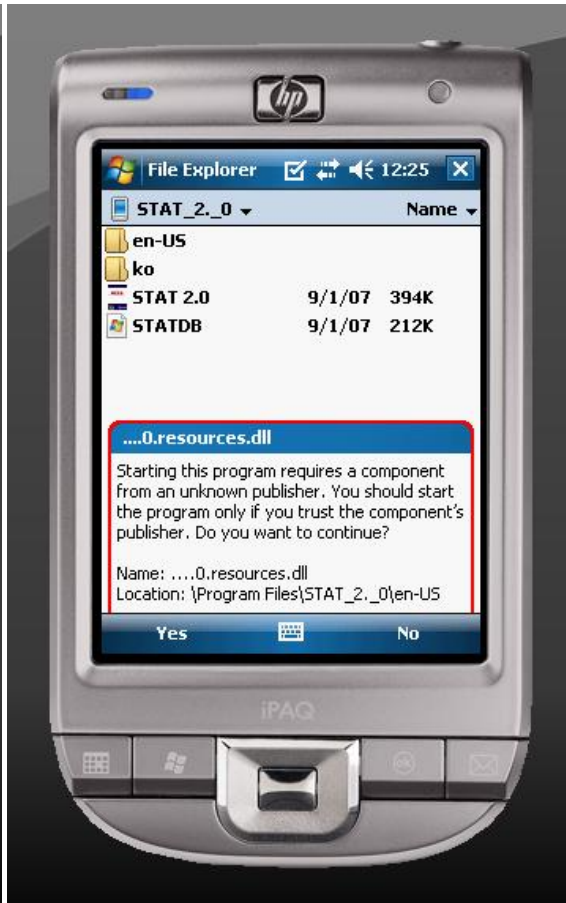 hp
File Explorer 12:25
STAT_2._0 Name
en-US
ko
STAT 2.0 9/1/07 394K
STATDB 9/1/07 212K
....0.resources.dll
Starting this program requires a component
from an unknown publisher. You should start
the program only if you trust the component's
publisher. Do you want to continue?
Name: ....0.resources.dll
Location: \Program Files\STAT_2._0\en-US
Yes No
iPAQ
ok